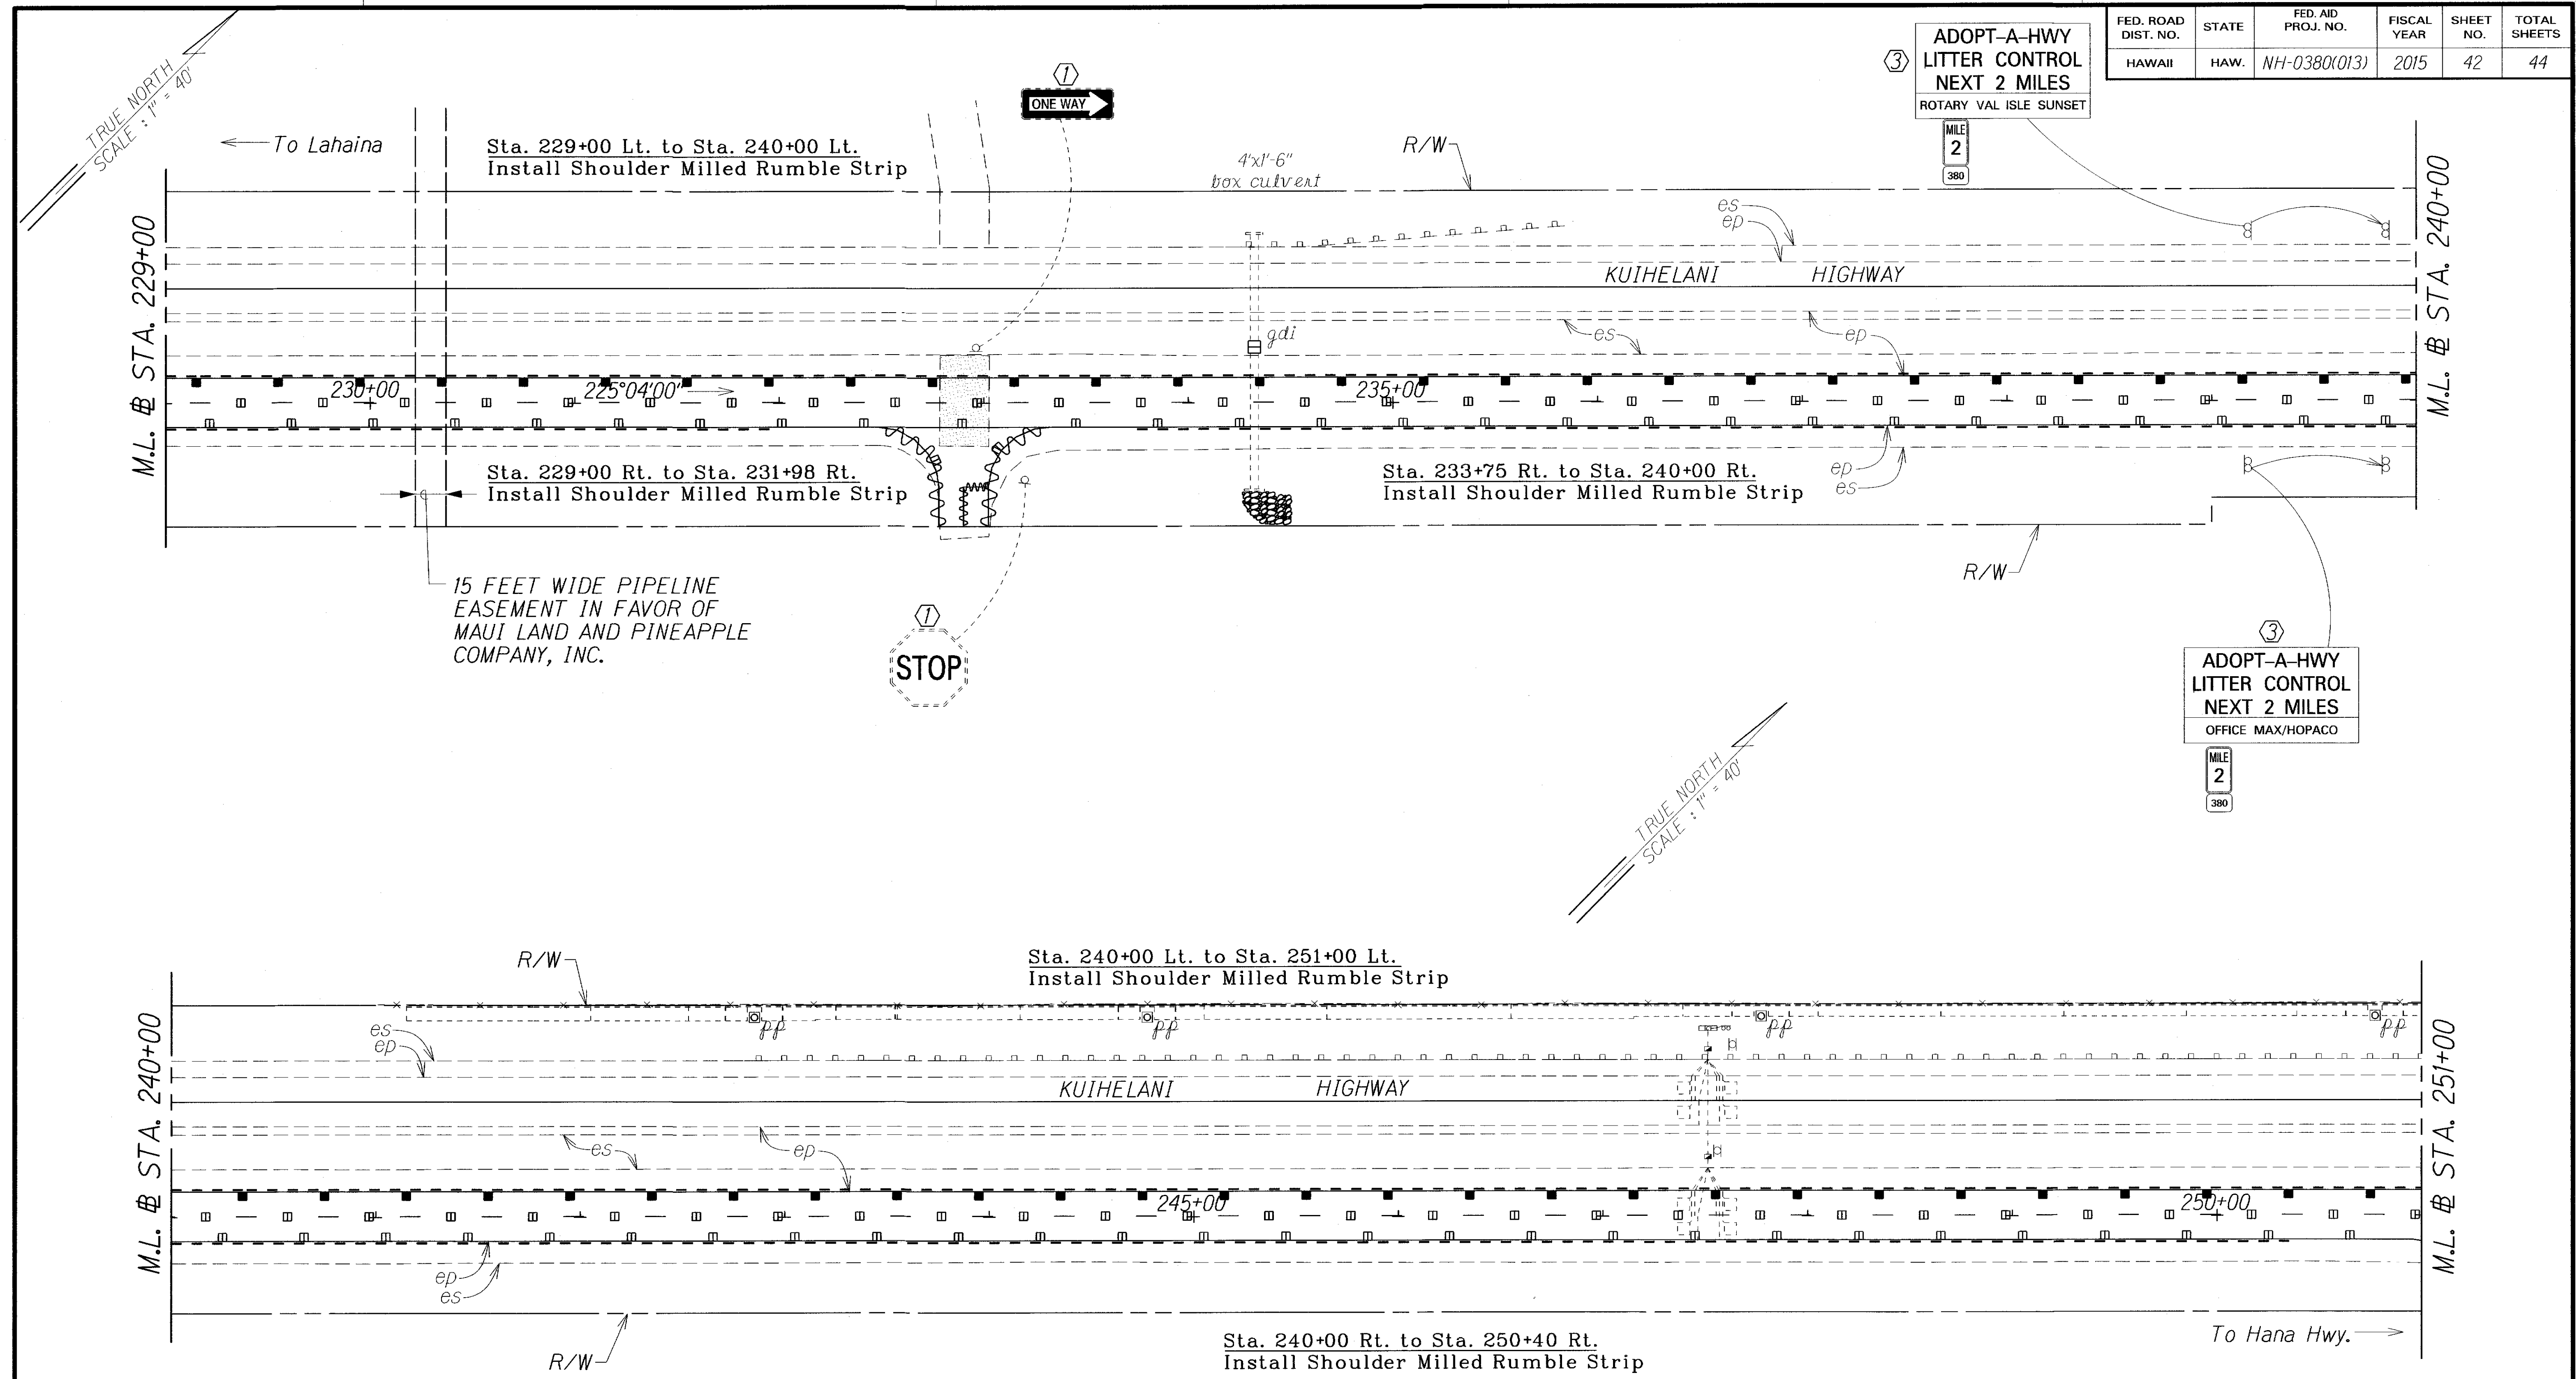 FED. ROAD DIST. NO.
STATE
FED. AID PROJ. NO.
FISCAL YEAR
SHEET NO.
TOTAL SHEETS
HAWAII
HAW.
NH-0380(013)
2015
42
44
TRUE NORTH
SCALE : 1" = 40'
To Lahaina
Sta. 229+00 Lt. to Sta. 240+00 Lt.
Install Shoulder Milled Rumble Strip
1
ONE WAY
4'x1'-6"
box culvert
R/W
3
ADOPT-A-HWY
LITTER CONTROL
NEXT 2 MILES
ROTARY VAL ISLE SUNSET
MILE
2
380
es
ep
KUIHELANI HIGHWAY
M.L. BL STA. 229+00
M.L. BL STA. 240+00
gdi
es
ep
230+00
225°04'00"
235+00
Sta. 229+00 Rt. to Sta. 231+98 Rt.
Install Shoulder Milled Rumble Strip
Sta. 233+75 Rt. to Sta. 240+00 Rt.
Install Shoulder Milled Rumble Strip
ep
es
R/W
15 FEET WIDE PIPELINE
EASEMENT IN FAVOR OF
MAUI LAND AND PINEAPPLE
COMPANY, INC.
1
STOP
3
ADOPT-A-HWY
LITTER CONTROL
NEXT 2 MILES
OFFICE MAX/HOPACO
MILE
2
380
TRUE NORTH
SCALE : 1" = 40'
R/W
Sta. 240+00 Lt. to Sta. 251+00 Lt.
Install Shoulder Milled Rumble Strip
pp
pp
pp
pp
es
ep
KUIHELANI HIGHWAY
M.L. BL STA. 240+00
M.L. BL STA. 251+00
es
ep
245+00
250+00
ep
es
R/W
Sta. 240+00 Rt. to Sta. 250+40 Rt.
Install Shoulder Milled Rumble Strip
To Hana Hwy.